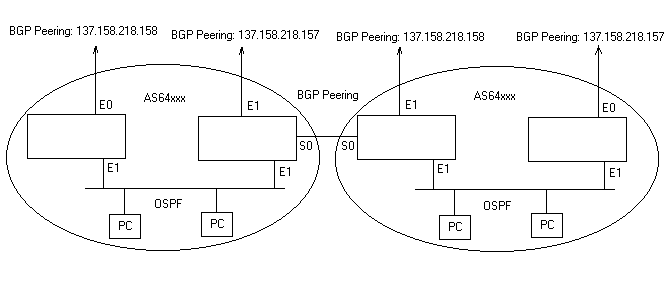 BGP Peering: 137.158.218.158
BGP Peering: 137.158.218.157
BGP Peering: 137.158.218.158
BGP Peering: 137.158.218.157
AS64xxx
BGP Peering
AS64xxx
E0
E1
E1
E0
S0
S0
E1
E1
E1
E1
OSPF
OSPF
PC
PC
PC
PC